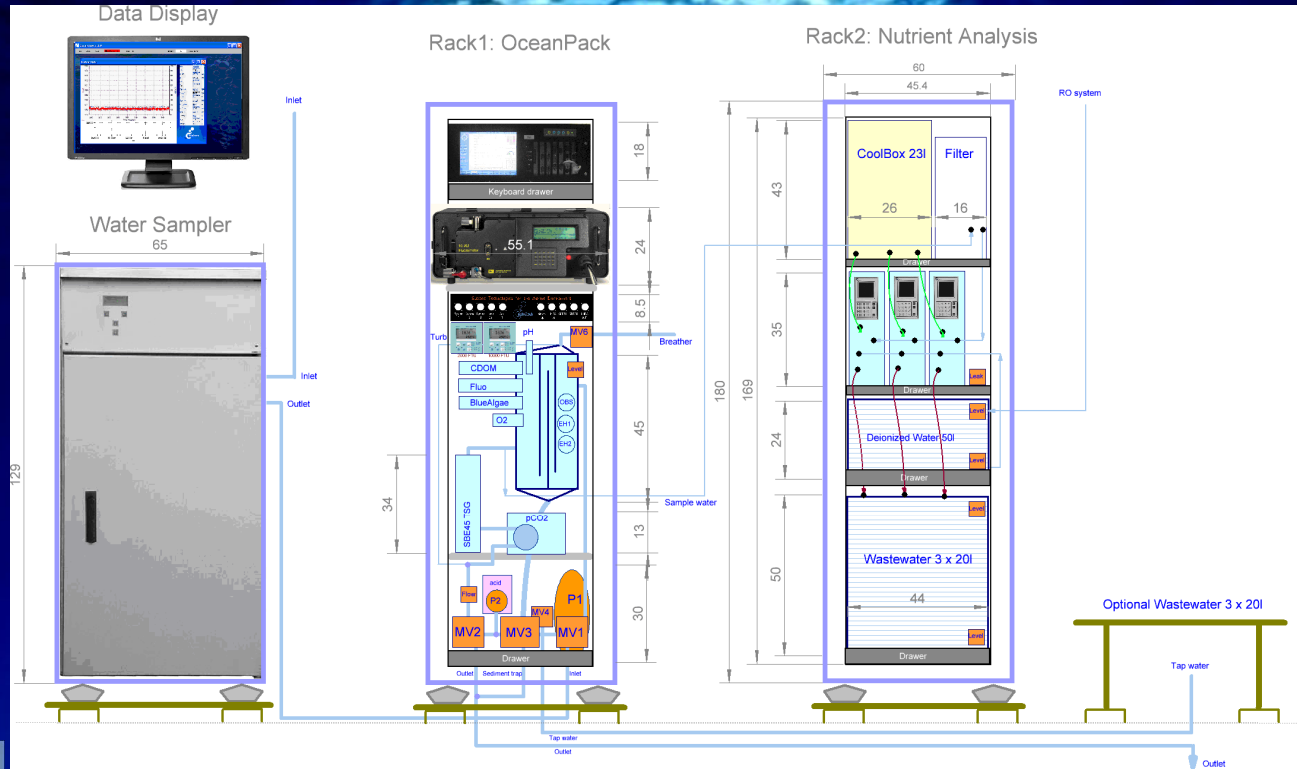 Data Display
Rack1: OceanPack
Rack2: Nutrient Analysis
60
45.4
Inlet
RO system
18
Keyboard drawer
CoolBox 23l
Filter
43
26
16
Water Sampler
65
55.1
24
Drawer
8.5
Turb
pH
MV6
Breather
35
Level
CDOM
Fluo
BlueAlgae
O2
OBS
EH1
EH2
45
Inlet
Outlet
180
169
Leak
Drawer
Level
24
Deionized Water 50l
Level
Drawer
129
34
SBE45 TSG
Sample water
pCO2
13
Level
Wastewater 3 x 20l
50
44
Level
Drawer
Flow
acid
P2
P1
MV4
30
MV2
MV3
MV1
Drawer
Outlet
Sediment trap
Inlet
Optional Wastewater 3 x 20l
Tap water
Tap water
Outlet
Outlet